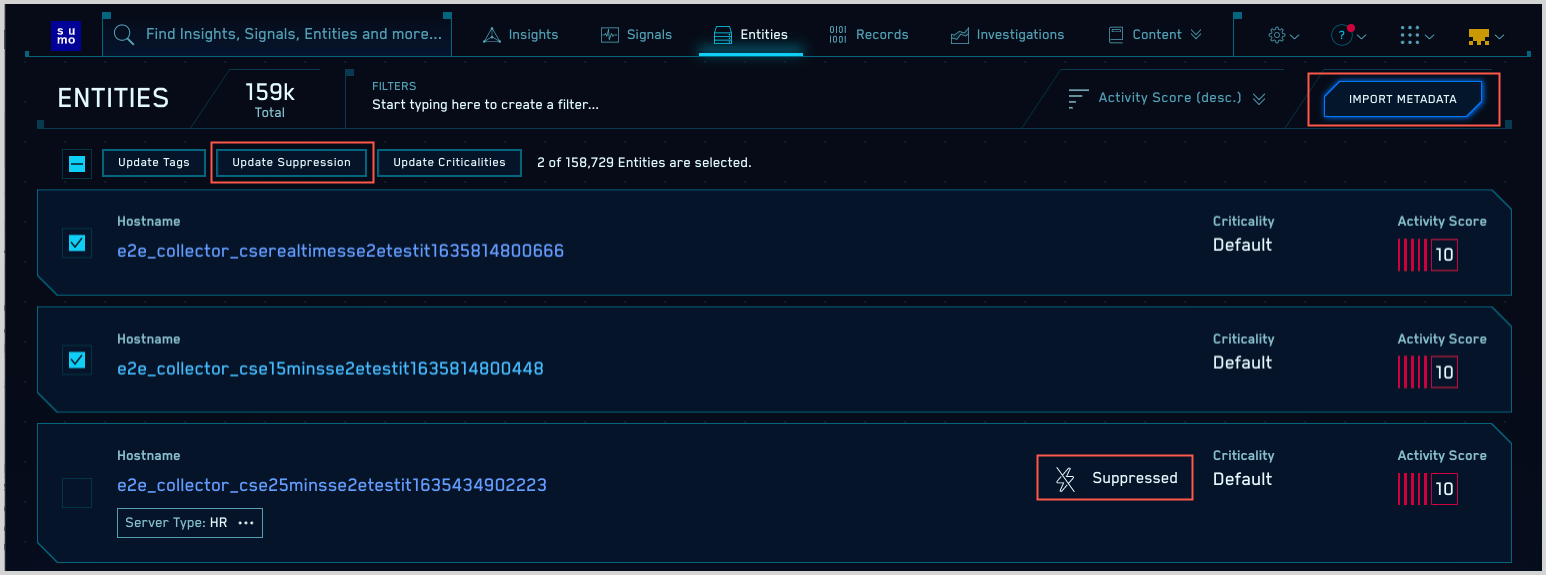 su
mo
Find Insights, Signals, Entities and more...
Insights
Signals
Entities
Records
Investigations
Content
?
ENTITIES
159k
Total
FILTERS
Start typing here to create a filter...
Activity Score (desc.)
IMPORT METADATA
Update Tags
Update Suppression
Update Criticalities
2 of 158,729 Entities are selected.
Hostname
e2e_collector_cserealtimesse2etestit1635814800666
Criticality
Default
Activity Score
10
Hostname
e2e_collector_cse15minsse2etestit1635814800448
Criticality
Default
Activity Score
10
Hostname
e2e_collector_cse25minsse2etestit1635434902223
Server Type: HR ...
Suppressed
Criticality
Default
Activity Score
10